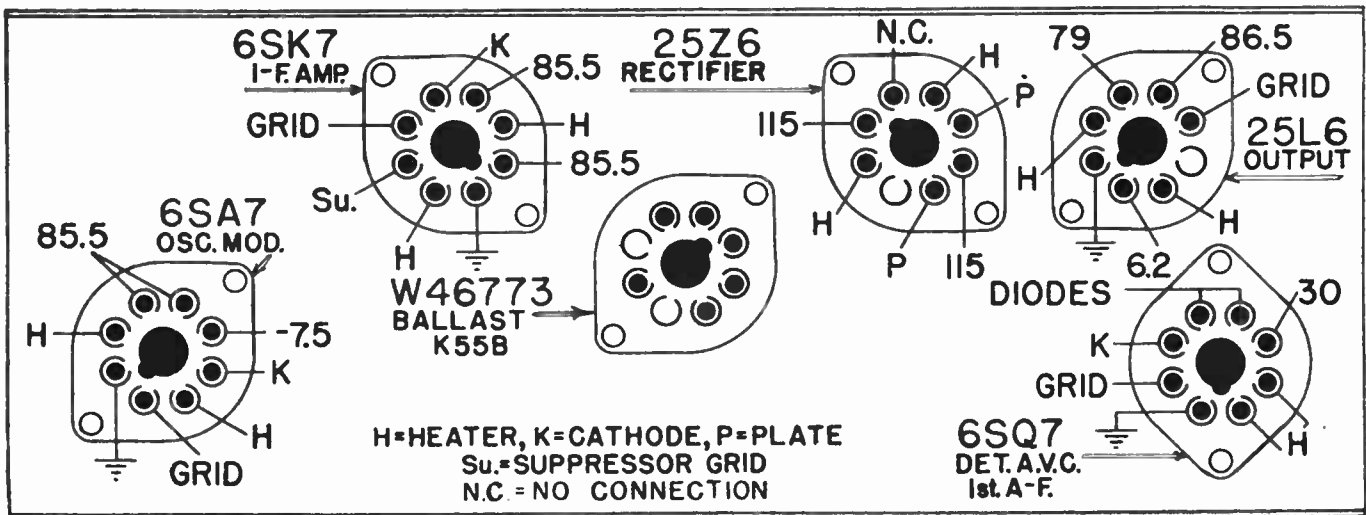 6SK7
I-F. AMP.
K
85.5
GRID
H
85.5
Su.
H
25Z6
RECTIFIER
N.C.
H
P
115
H
P
115
79
86.5
GRID
H
25L6
OUTPUT
H
6.2
6SA7
OSC. MOD.
85.5
H
-7.5
K
H
GRID
W46773
BALLAST
K55B
DIODES
30
K
GRID
H
6SQ7
DET. A.V.C.
1st. A-F.
H=HEATER, K=CATHODE, P=PLATE
Su.=SUPPRESSOR GRID
N.C.=NO CONNECTION